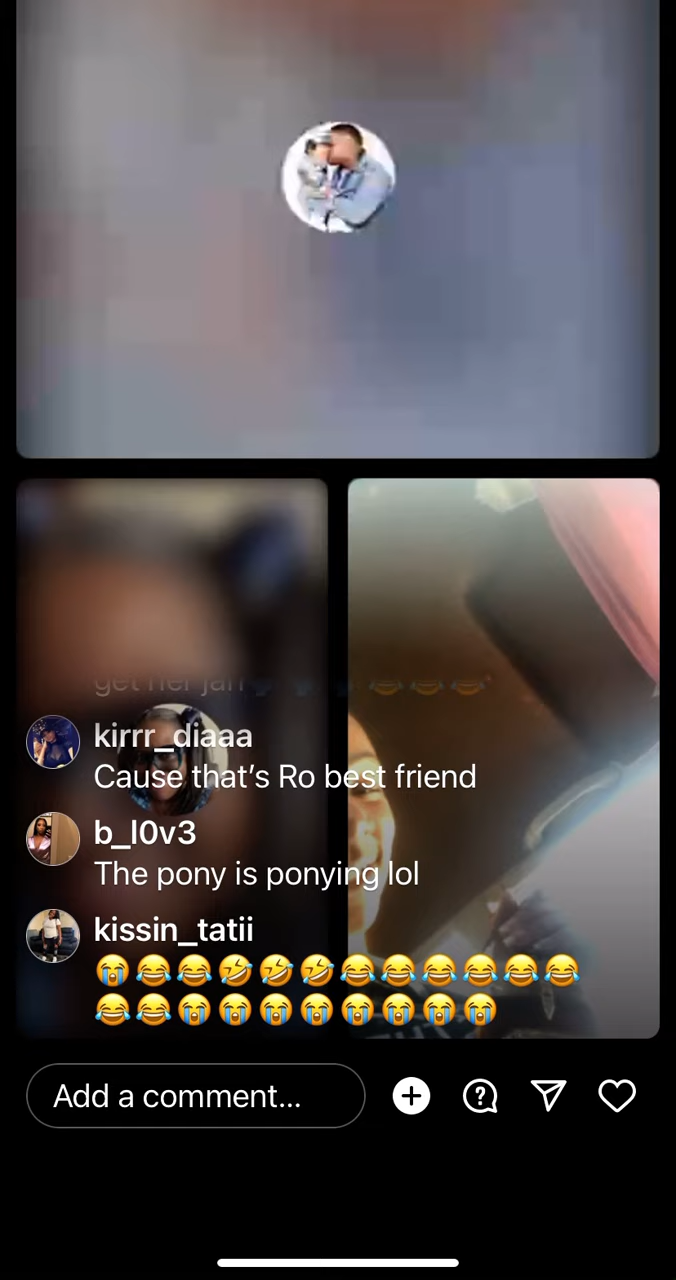 kirrr_diaaa
Cause that’s Ro best friend
b_l0v3
The pony is ponying lol
kissin_tatii
😭😂😂🤣🤣🤣😂😂😂😂😂😂
😂😂😭😭😭😭😭😭😭😭
Add a comment...